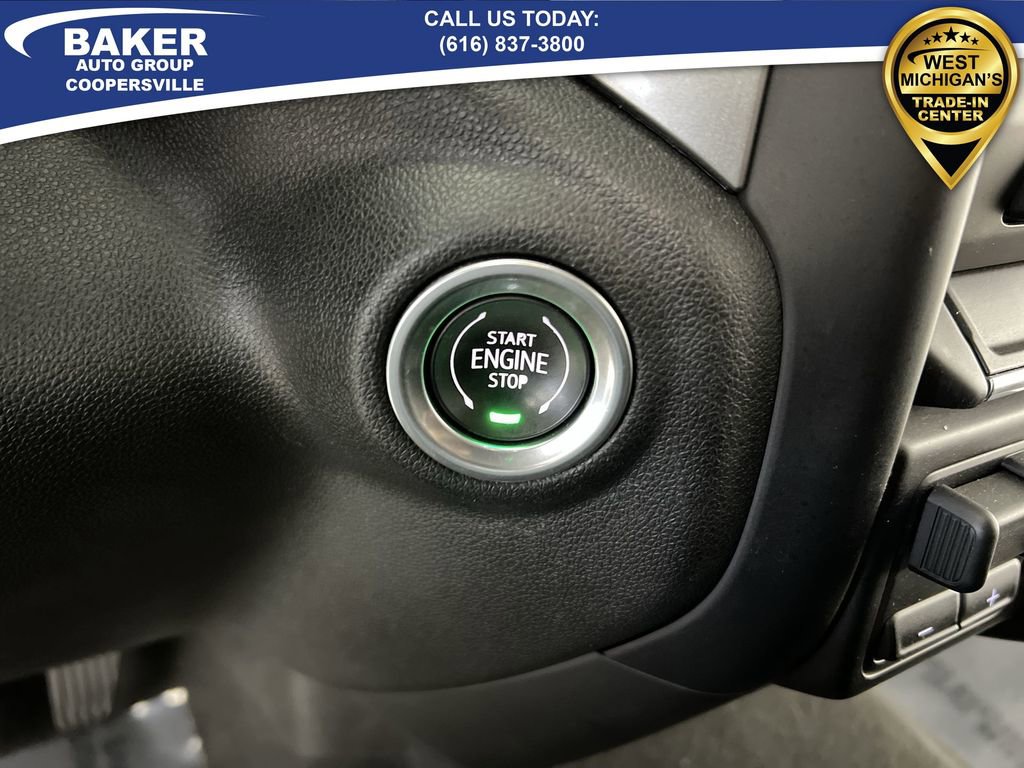 BAKER
AUTO GROUP
COOPERSVILLE
CALL US TODAY:
(616) 837-3800
WEST
MICHIGAN'S
TRADE-IN
CENTER
START
ENGINE
STOP
+
-